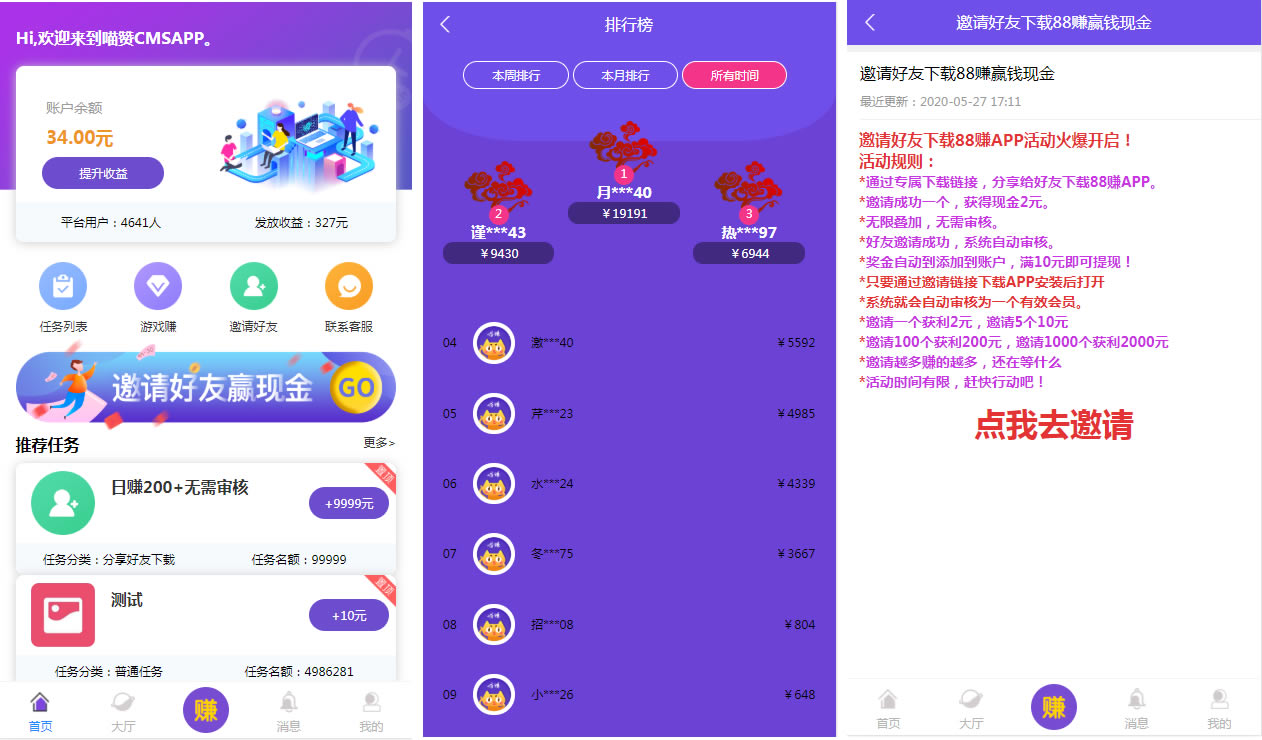 Hi,欢迎来到喵赞CMSAPP。
账户余额
34.00元
提升收益
平台用户：4641人
发放收益：327元
任务列表
游戏赚
邀请好友
联系客服
邀请好友赢现金
GO
推荐任务
更多>
置顶
日赚200+无需审核
+9999元
任务分类：分享好友下载
任务名额：99999
置顶
测试
+10元
任务分类：普通任务
任务名额：4986281
首页
大厅
赚
消息
我的
排行榜
本周排行
本月排行
所有时间
1
月***40
￥19191
2
谨***43
￥9430
3
热***97
￥6944
04
激***40
￥5592
05
芹***23
￥4985
06
水***24
￥4339
07
冬***75
￥3667
08
招***08
￥804
09
小***26
￥648
邀请好友下载88赚赢钱现金
邀请好友下载88赚赢钱现金
最近更新：2020-05-27 17:11
邀请好友下载88赚APP活动火爆开启！
活动规则：
*通过专属下载链接，分享给好友下载88赚APP。
*邀请成功一个，获得现金2元。
*无限叠加，无需审核。
*好友邀请成功，系统自动审核。
*奖金自动到添加到账户，满10元即可提现！
*只要通过邀请链接下载APP安装后打开
*系统就会自动审核为一个有效会员。
*邀请一个获利2元，邀请5个10元
*邀请100个获利200元，邀请1000个获利2000元
*邀请越多赚的越多，还在等什么
*活动时间有限，赶快行动吧！
点我去邀请
首页
大厅
赚
消息
我的